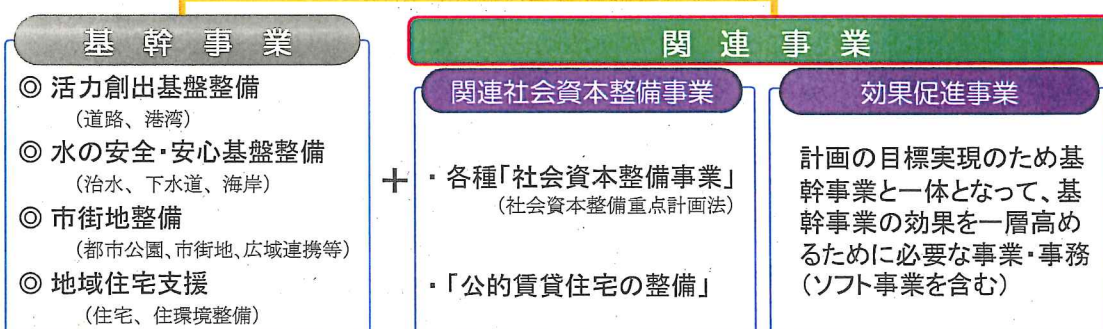 基幹事業
◎ 活力創出基盤整備
（道路、港湾）
◎ 水の安全・安心基盤整備
（治水、下水道、海岸）
◎ 市街地整備
（都市公園、市街地、広域連携等）
◎ 地域住宅支援
（住宅、住環境整備）
＋
関連事業
関連社会資本整備事業
・各種「社会資本整備事業」
（社会資本整備重点計画法）
・「公的賃貸住宅の整備」
効果促進事業
計画の目標実現のため基
幹事業と一体となって、基
幹事業の効果を一層高め
るために必要な事業・事務
（ソフト事業を含む）